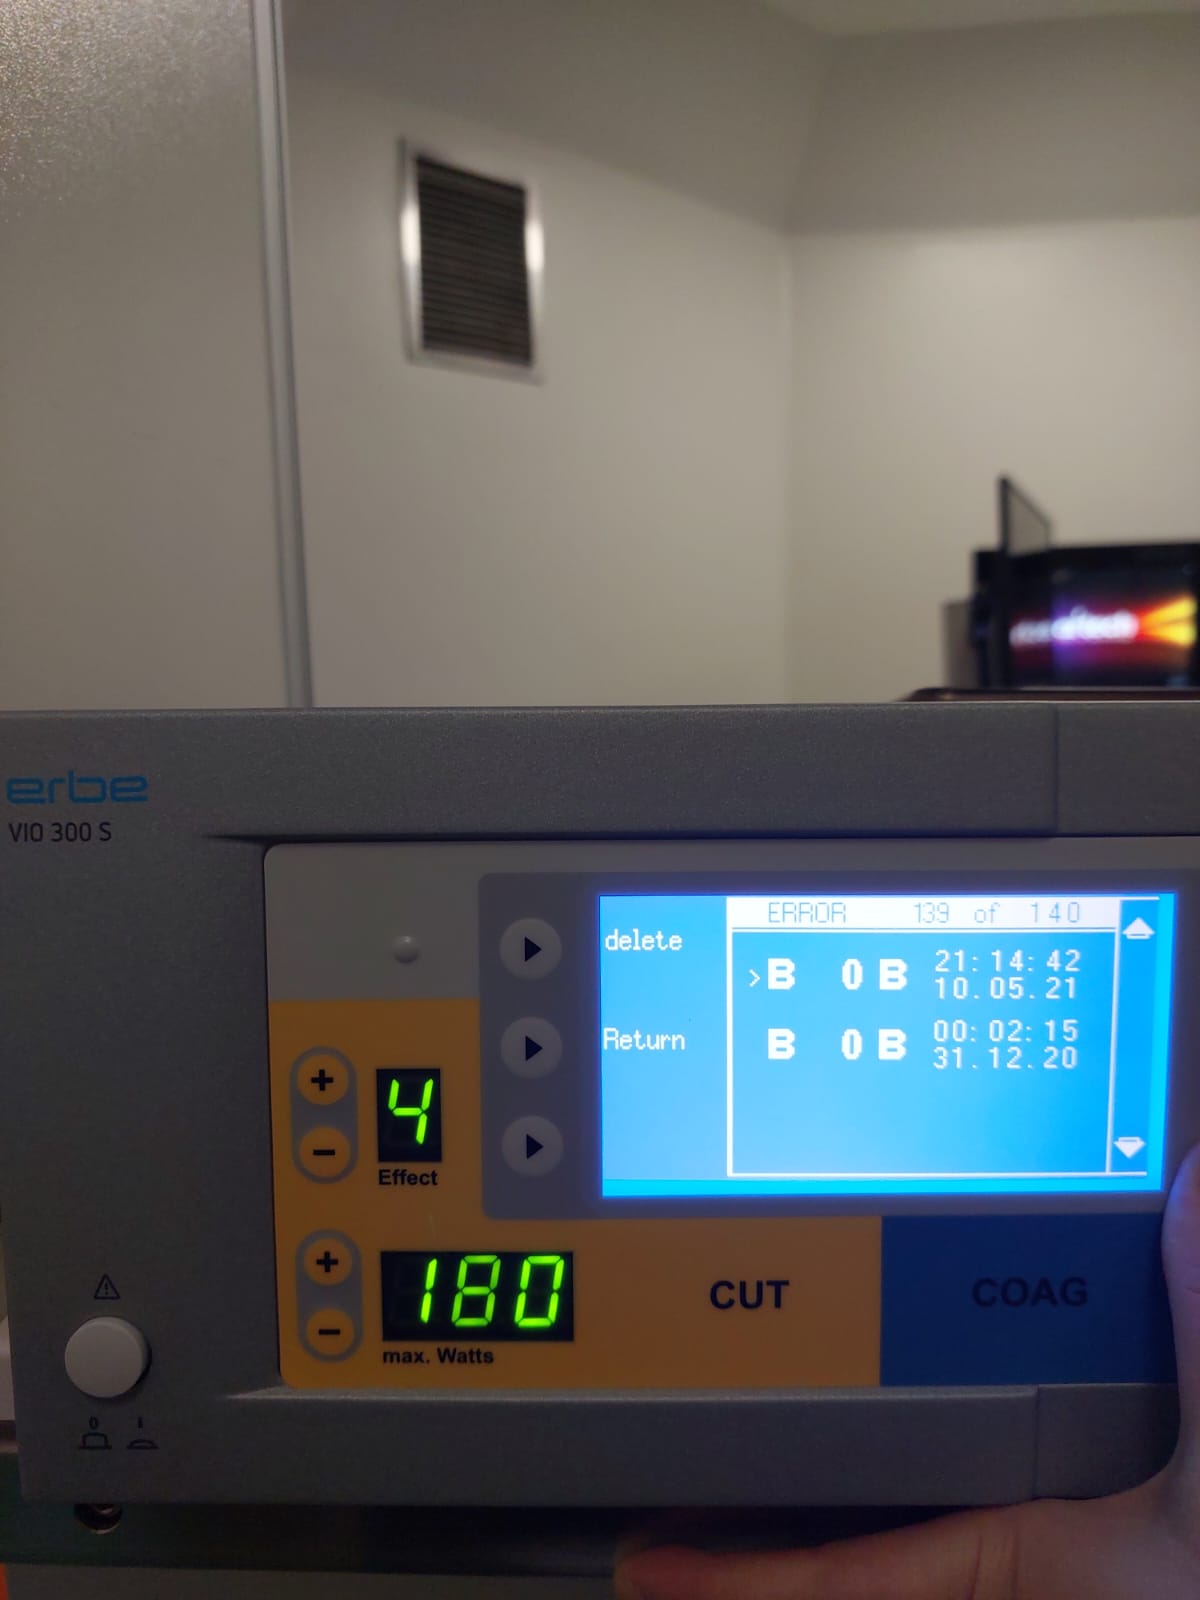 erbe
VIO 300 S
delete
Return
ERROR 139 of 140
>B 0 B 21:14:42
10.05.21
B 0 B 00:02:15
31.12.20
+
4
−
Effect
+
180
−
max. Watts
CUT
COAG
0 I